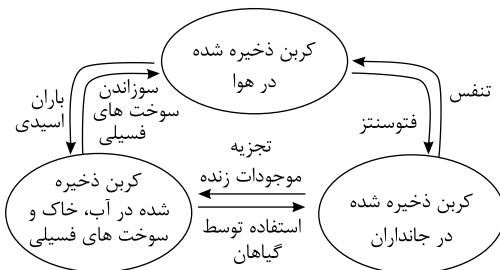 کربن ذخیره شده
در هوا
تنفس
فتوسنتز
سوزاندن
سوخت های
فسیلی
باران
اسیدی
تجزیه
موجودات زنده
استفاده توسط
گیاهان
کربن ذخیره شده
در جانداران
کربن ذخیره
شده در آب، خاک و
سوخت های فسیلی